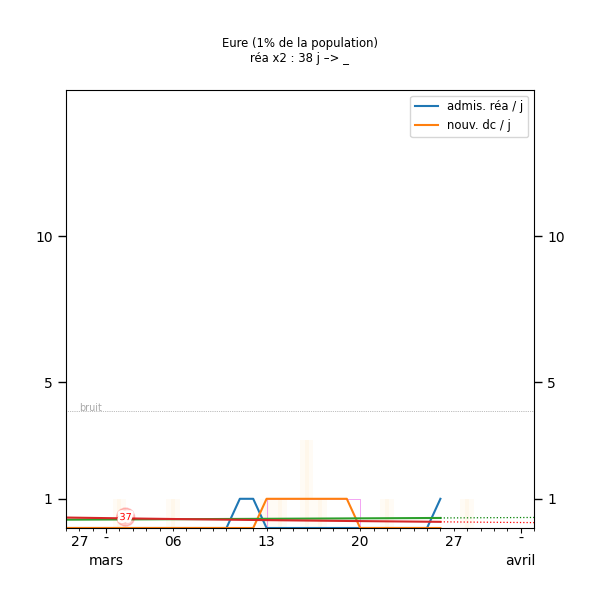 Eure (1% de la population)
réa x2 : 38 j –> _
admis. réa / j
nouv. dc / j
10 10
5 5
bruit
1 1
37
27 - 06 13 20 27 -
mars avril